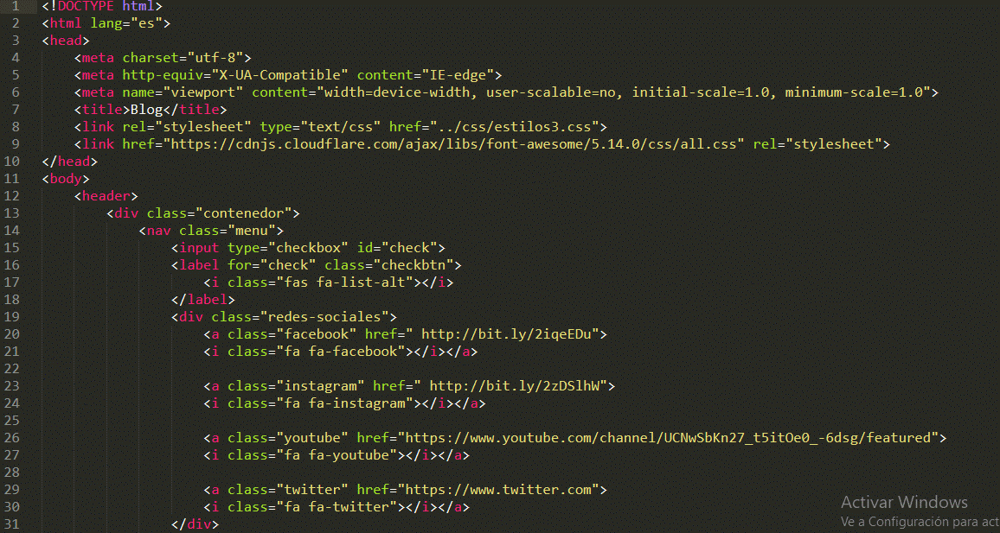 1 <!DOCTYPE html>
2 <html lang="es">
3 <head>
4     <meta charset="utf-8">
5     <meta http-equiv="X-UA-Compatible" content="IE-edge">
6     <meta name="viewport" content="width=device-width, user-scalable=no, initial-scale=1.0, minimum-scale=1.0">
7     <title>Blog</title>
8     <link rel="stylesheet" type="text/css" href="../css/estilos3.css">
9     <link href="https://cdnjs.cloudflare.com/ajax/libs/font-awesome/5.14.0/css/all.css" rel="stylesheet">
10 </head>
11 <body>
12     <header>
13         <div class="contenedor">
14             <nav class="menu">
15                 <input type="checkbox" id="check">
16                 <label for="check" class="checkbtn">
17                     <i class="fas fa-list-alt"></i>
18                 </label>
19                 <div class="redes-sociales">
20                     <a class="facebook" href=" http://bit.ly/2iqeEDu">
21                     <i class="fa fa-facebook"></i></a>
22
23                     <a class="instagram" href=" http://bit.ly/2zDSlhW">
24                     <i class="fa fa-instagram"></i></a>
25
26                     <a class="youtube" href="https://www.youtube.com/channel/UCNwSbKn27_t5itOe0_-6dsg/featured">
27                     <i class="fa fa-youtube"></i></a>
28
29                     <a class="twitter" href="https://www.twitter.com">
30                     <i class="fa fa-twitter"></i></a>
31                 </div>
Activar Windows
Ve a Configuración para act